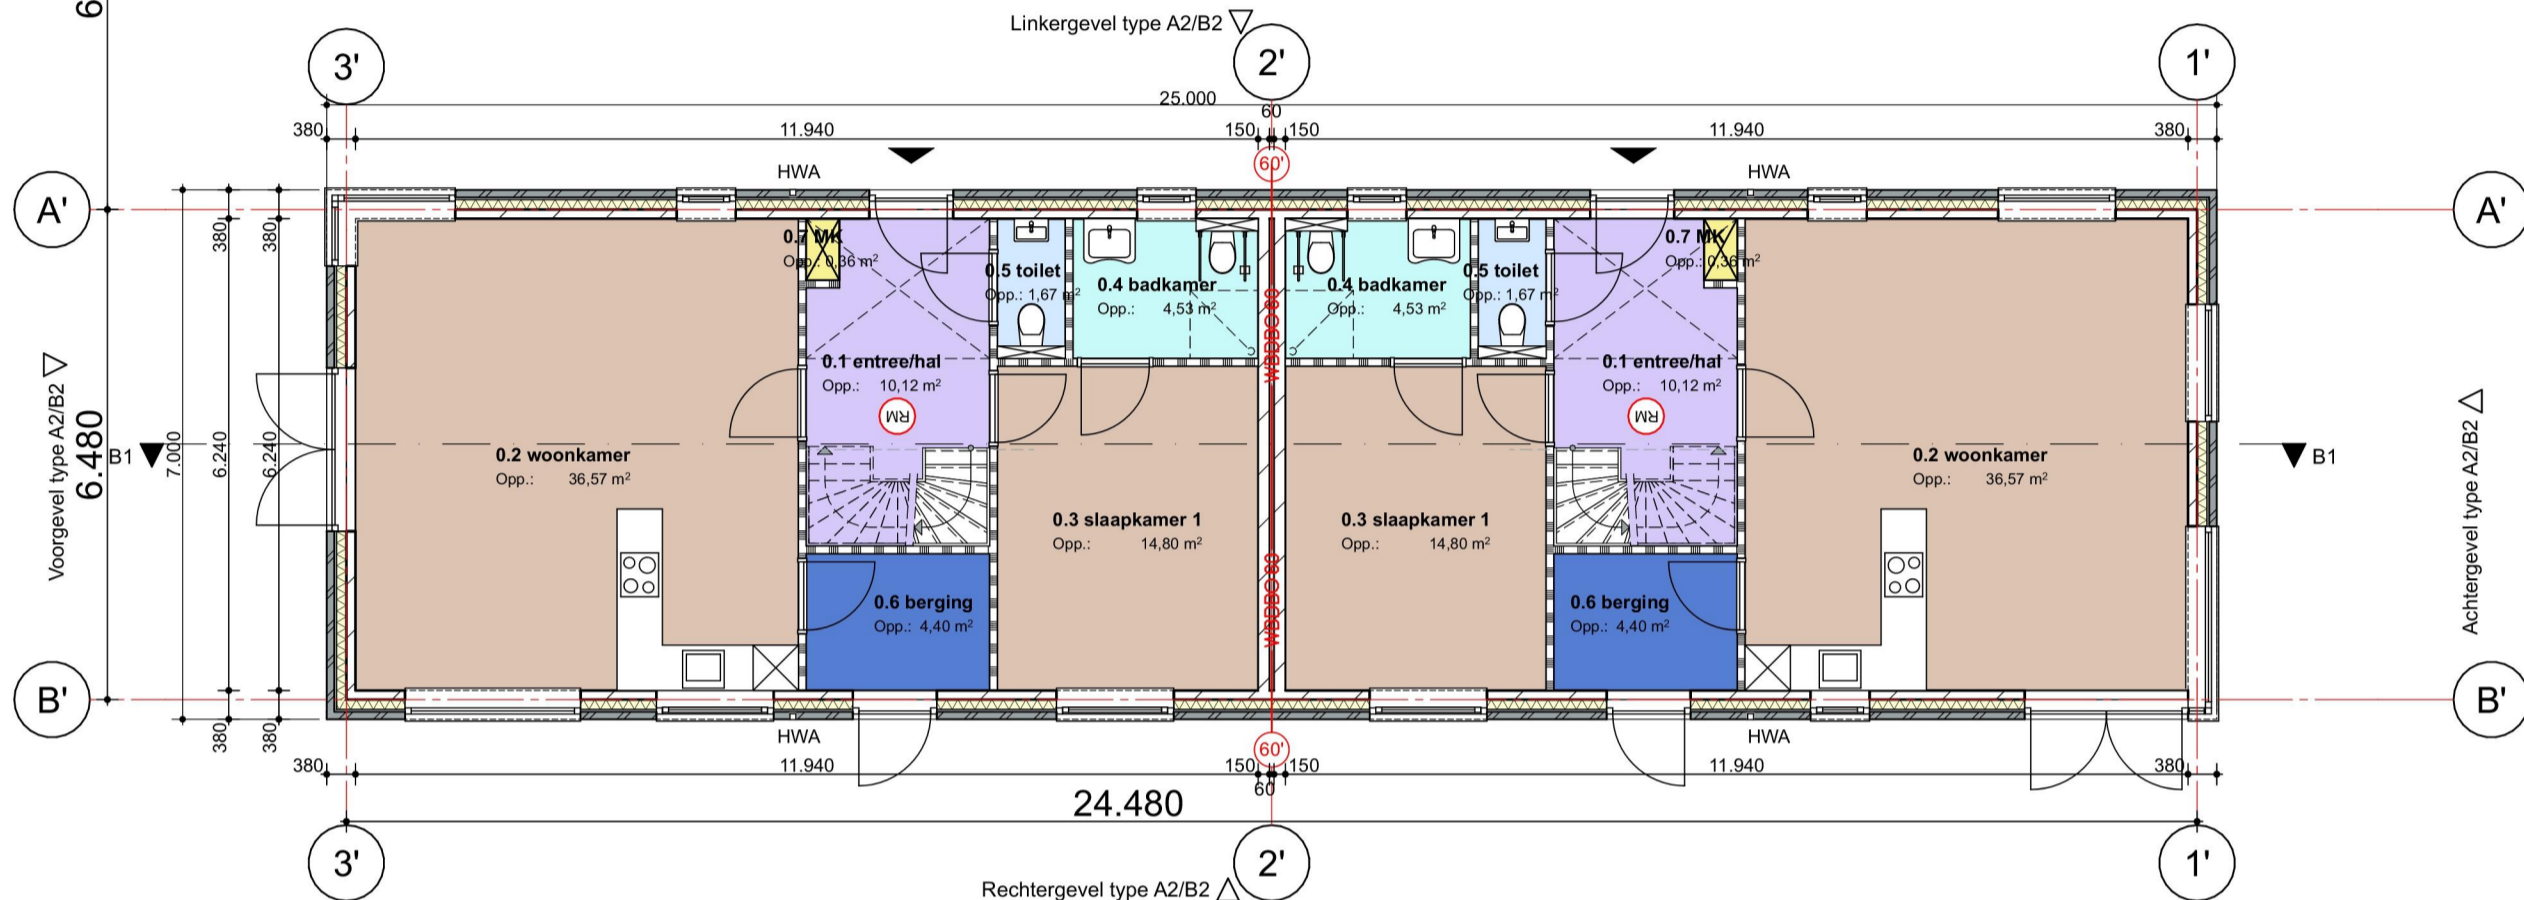 6
Linkergevel type A2/B2
3'
2'
1'
25.000
60
380
11.940
150
150
11.940
380
60'
HWA
HWA
A'
A'
380
380
0.7 MK
Opp.: 0,36 m²
0.5 toilet
Opp.: 1,67 m²
0.4 badkamer
Opp.: 4,53 m²
0.4 badkamer
Opp.: 4,53 m²
0.5 toilet
Opp.: 1,67 m²
0.7 MK
Opp.: 0,36 m²
WBDBO 60
0.1 entree/hal
Opp.: 10,12 m²
RM
0.1 entree/hal
Opp.: 10,12 m²
RM
Voorgevel type A2/B2
6.480
B1
7.000
6.240
6.240
0.2 woonkamer
Opp.: 36,57 m²
0.2 woonkamer
Opp.: 36,57 m²
B1
Achtergevel type A2/B2
0.3 slaapkamer 1
Opp.: 14,80 m²
0.3 slaapkamer 1
Opp.: 14,80 m²
WBDBO 60
0.6 berging
Opp.: 4,40 m²
0.6 berging
Opp.: 4,40 m²
B'
B'
380
380
HWA
HWA
60'
380
11.940
150
150
11.940
380
60
24.480
3'
2'
1'
Rechtergevel type A2/B2